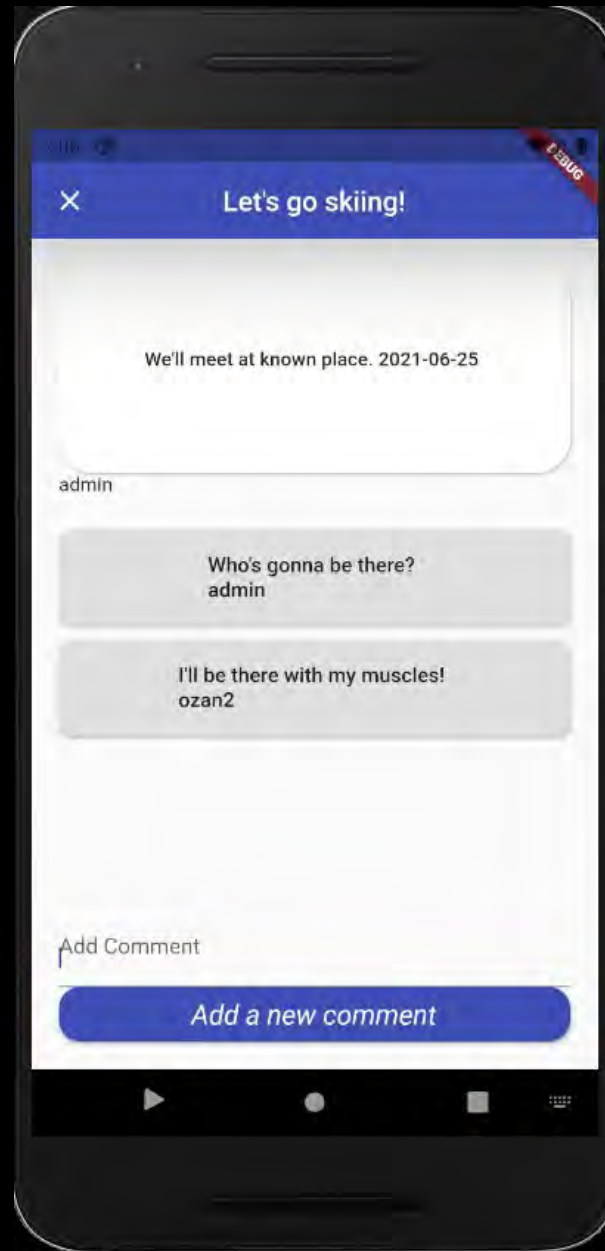 DEBUG
Let's go skiing!
We'll meet at known place. 2021-06-25
admin
Who's gonna be there?
admin
I'll be there with my muscles!
ozan2
Add Comment
Add a new comment